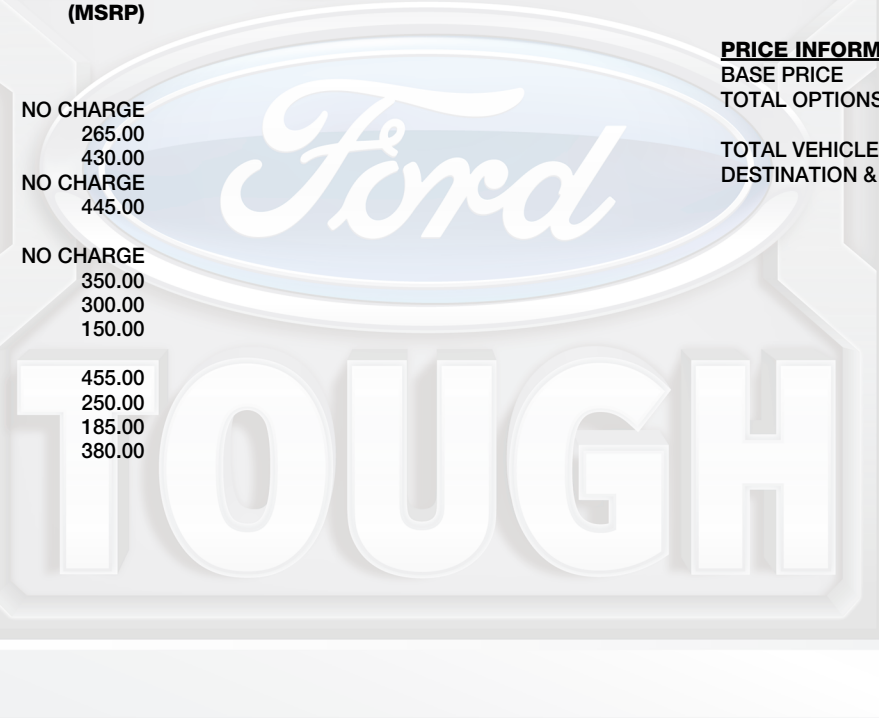 (MSRP)
NO CHARGE
265.00
430.00
NO CHARGE
445.00
NO CHARGE
350.00
300.00
150.00
455.00
250.00
185.00
380.00
PRICE INFORM
BASE PRICE
TOTAL OPTIONS
TOTAL VEHICLE
DESTINATION &
Ford
TOUGH